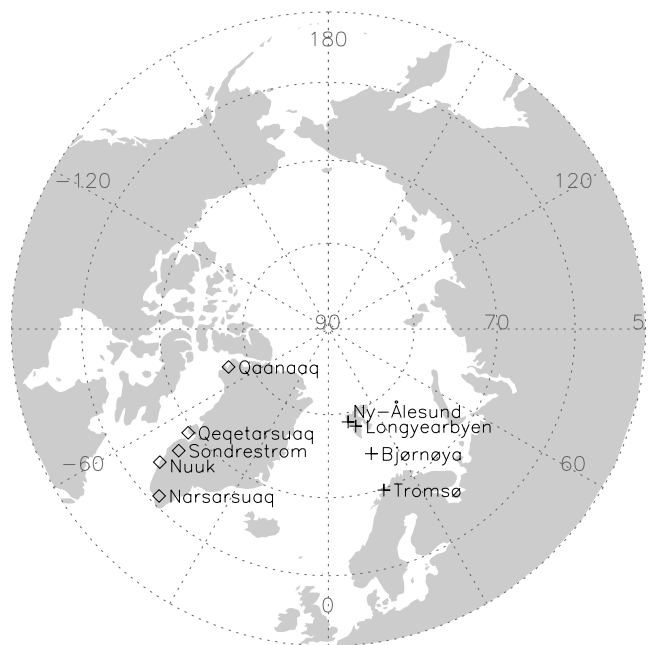 180
−120
120
90
70
5
Qaanaaq
Ny−Ålesund
Longyearbyen
Qeqetarsuaq
Sondrestrom
Bjørnøya
−60
Nuuk
60
Narsarsuaq
Tromsø
0